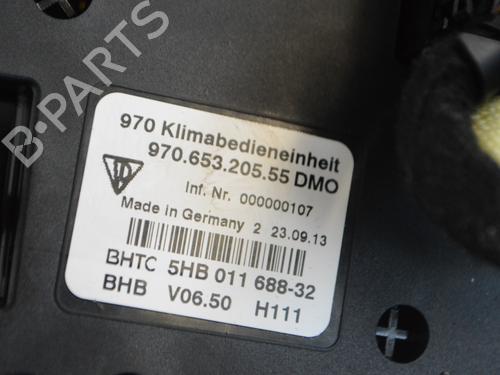 B-PARTS
970 Klimabedieneinheit
970.653.205.55 DMO
Inf. Nr. 000000107
Made in Germany 2 23.09.13
BHTC 5HB 011 688-32
BHB V06.50 H111